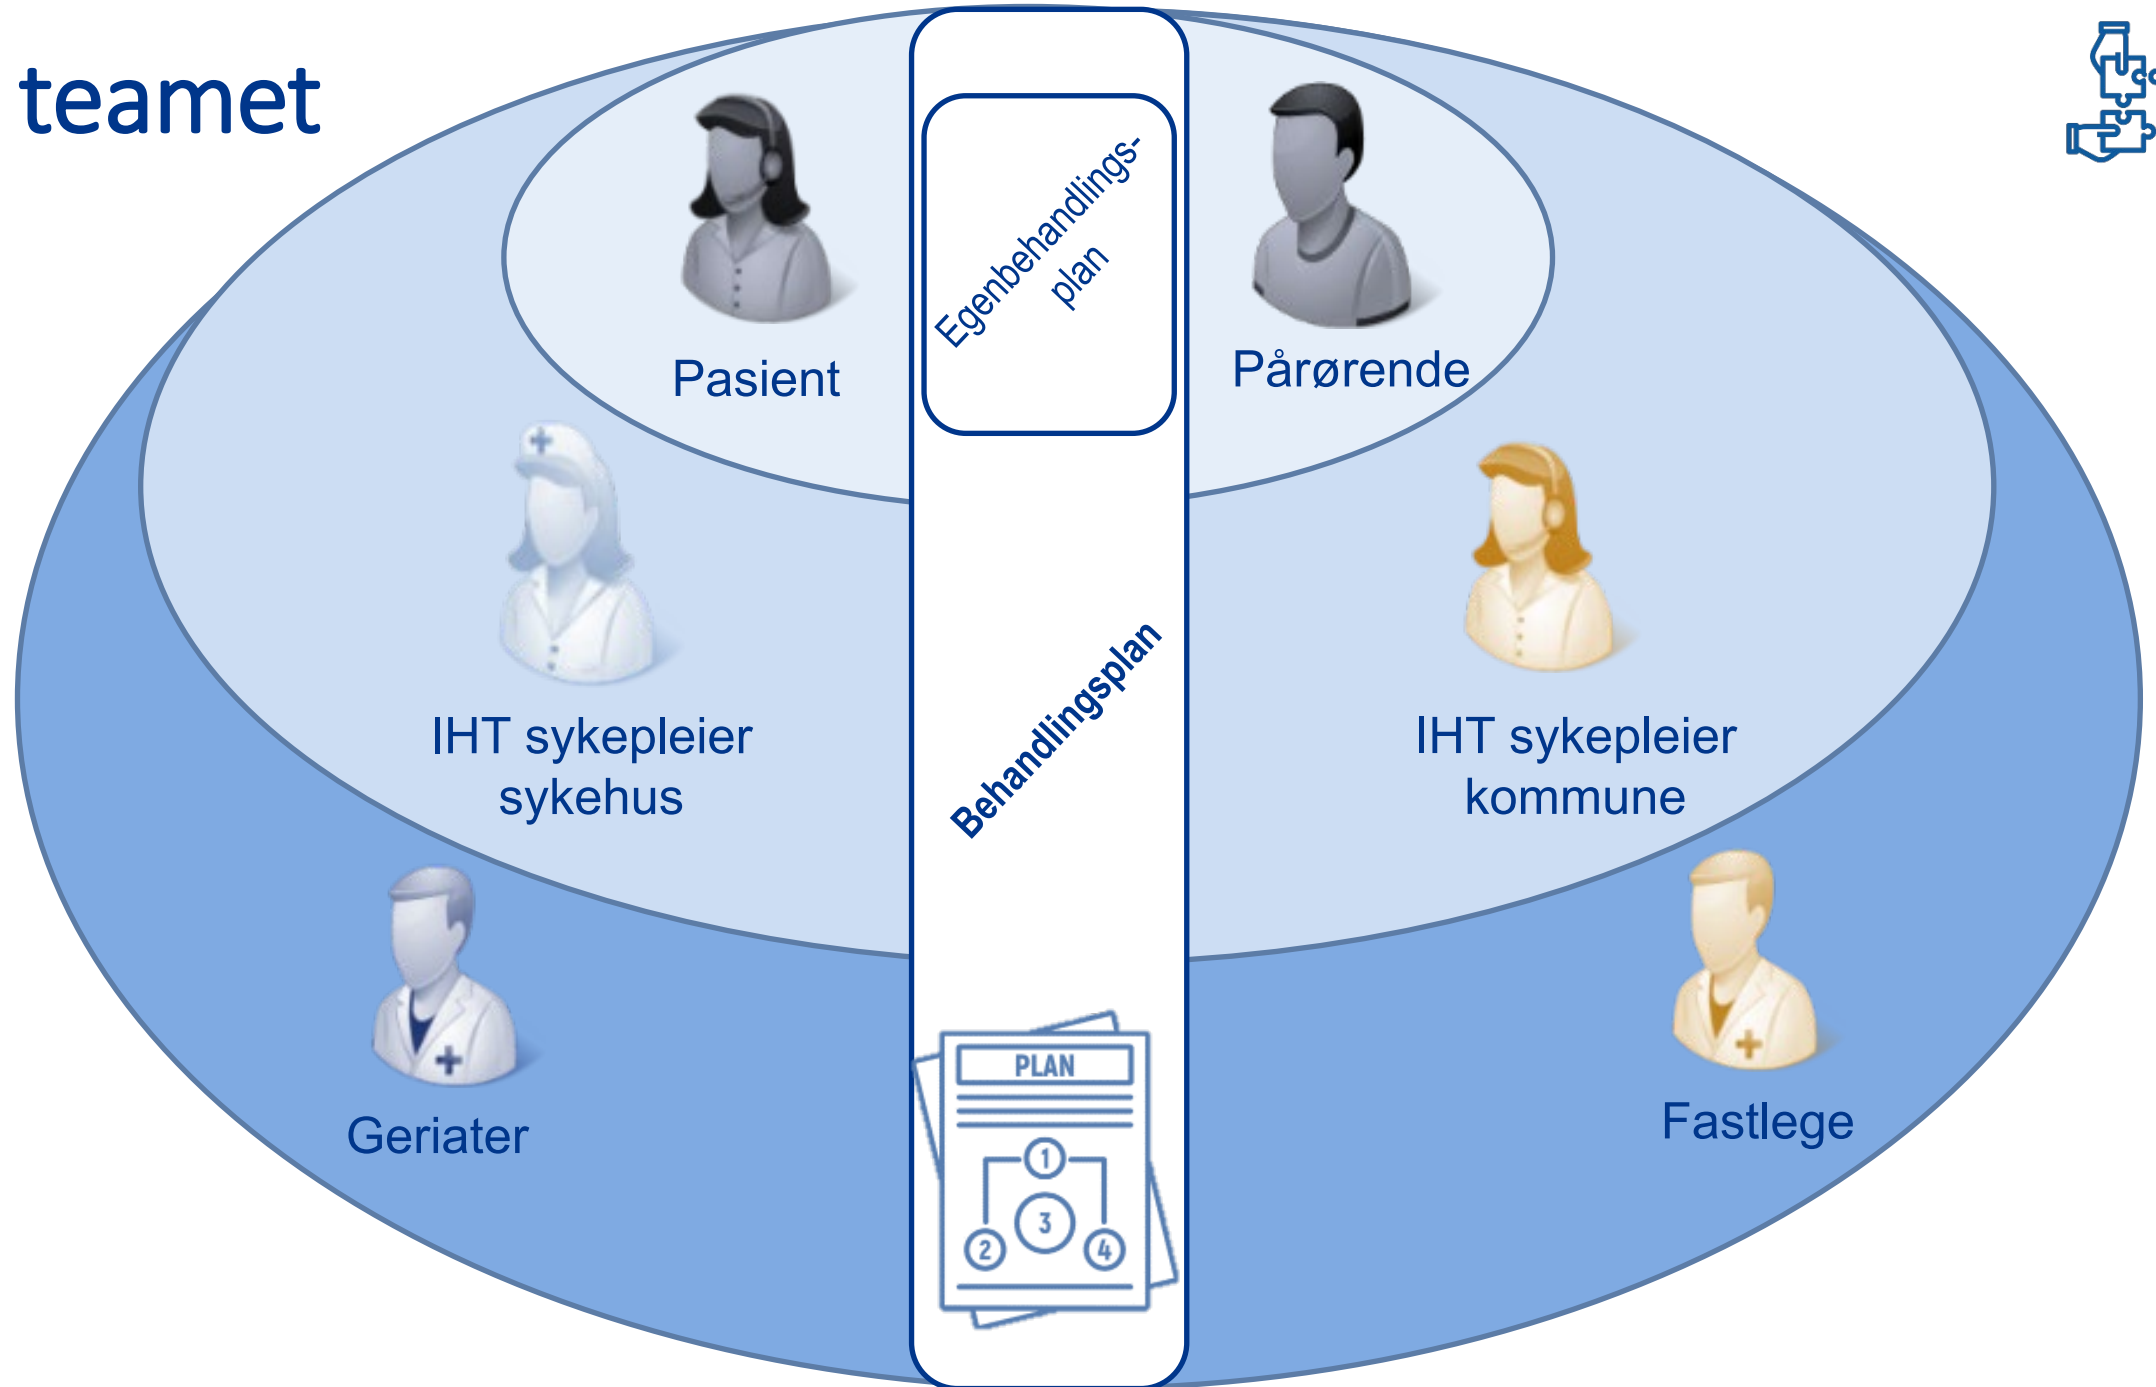 teamet
Egenbehandlings-
plan
Pasient
Pårørende
IHT sykepleier
sykehus
Behandlingsplan
IHT sykepleier
kommune
Geriater
Fastlege
PLAN
1
2
3
4